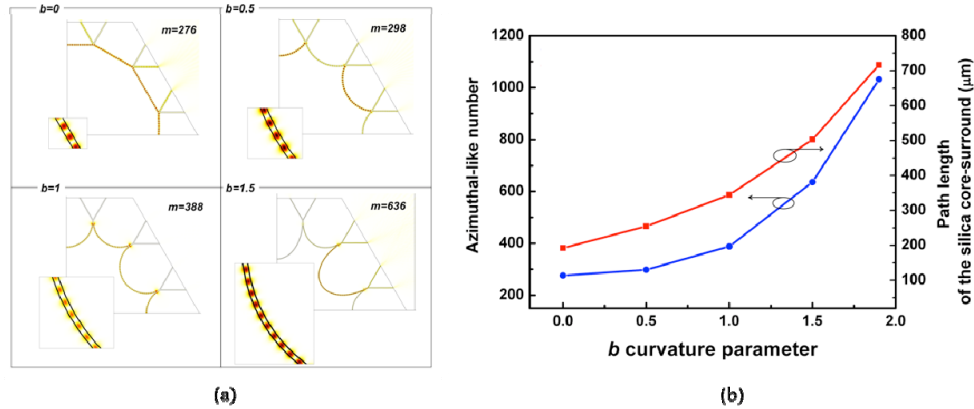 b=0
m=276
b=0.5
m=298
b=1
m=388
b=1.5
m=636
(a)
1200
1000
800
600
400
200
Azimuthal-like number
800
700
600
500
400
300
200
100
Path length
of the silica core-surround (μm)
0.0 0.5 1.0 1.5 2.0
b curvature parameter
(b)